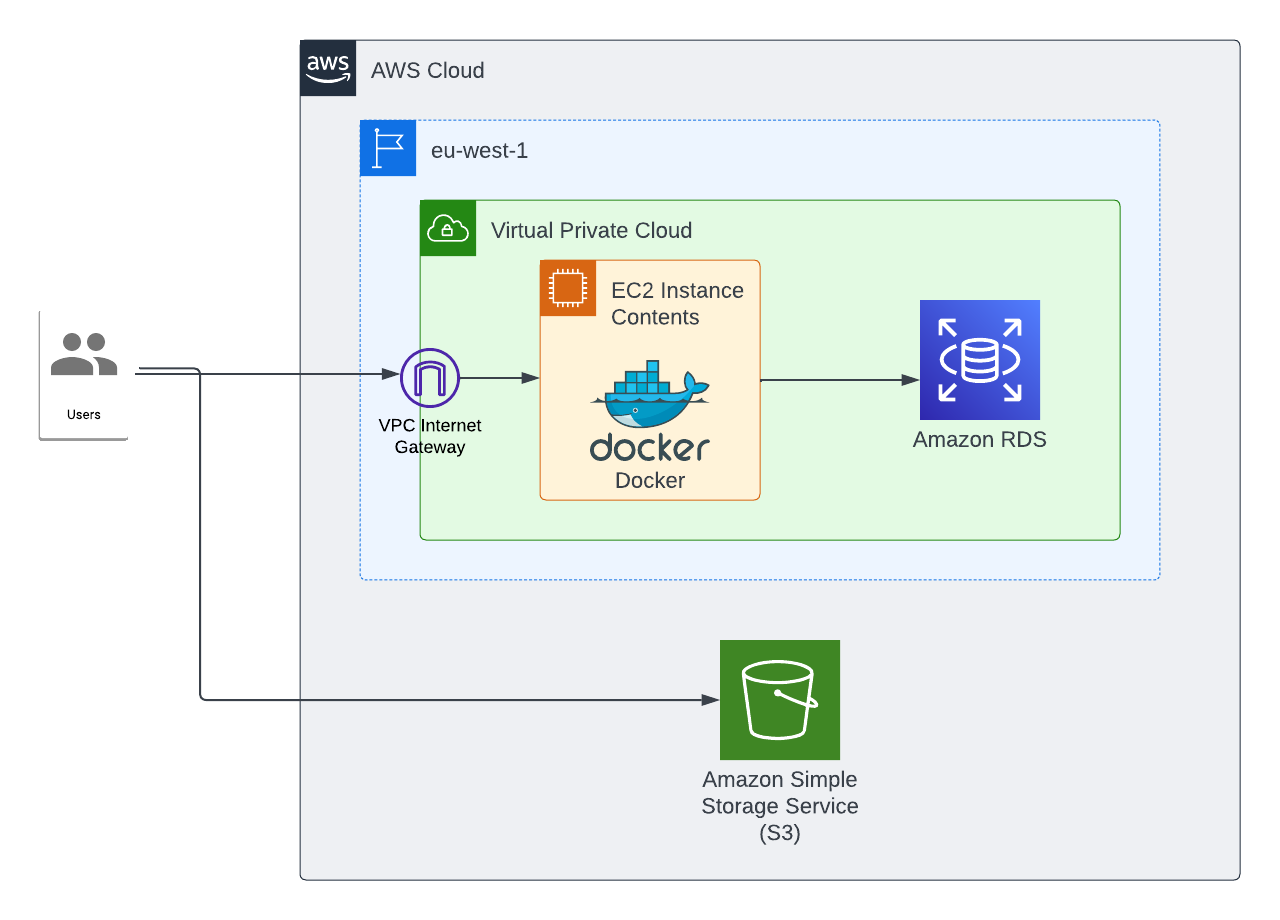 aws
AWS Cloud
eu-west-1
Virtual Private Cloud
EC2 Instance
Contents
docker
Docker
Users
VPC Internet
Gateway
Amazon RDS
Amazon Simple
Storage Service
(S3)